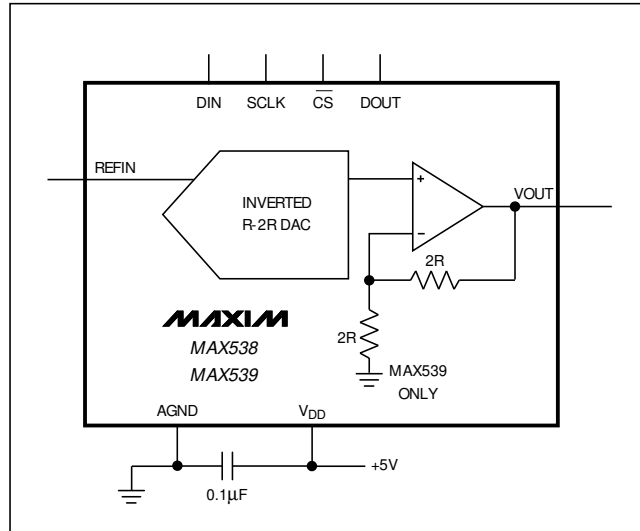 DIN SCLK CS DOUT
REFIN
INVERTED
R-2R DAC
+
−
VOUT
2R
2R
MAXIM
MAX538
MAX539
MAX539
ONLY
AGND
VDD
+5V
0.1µF